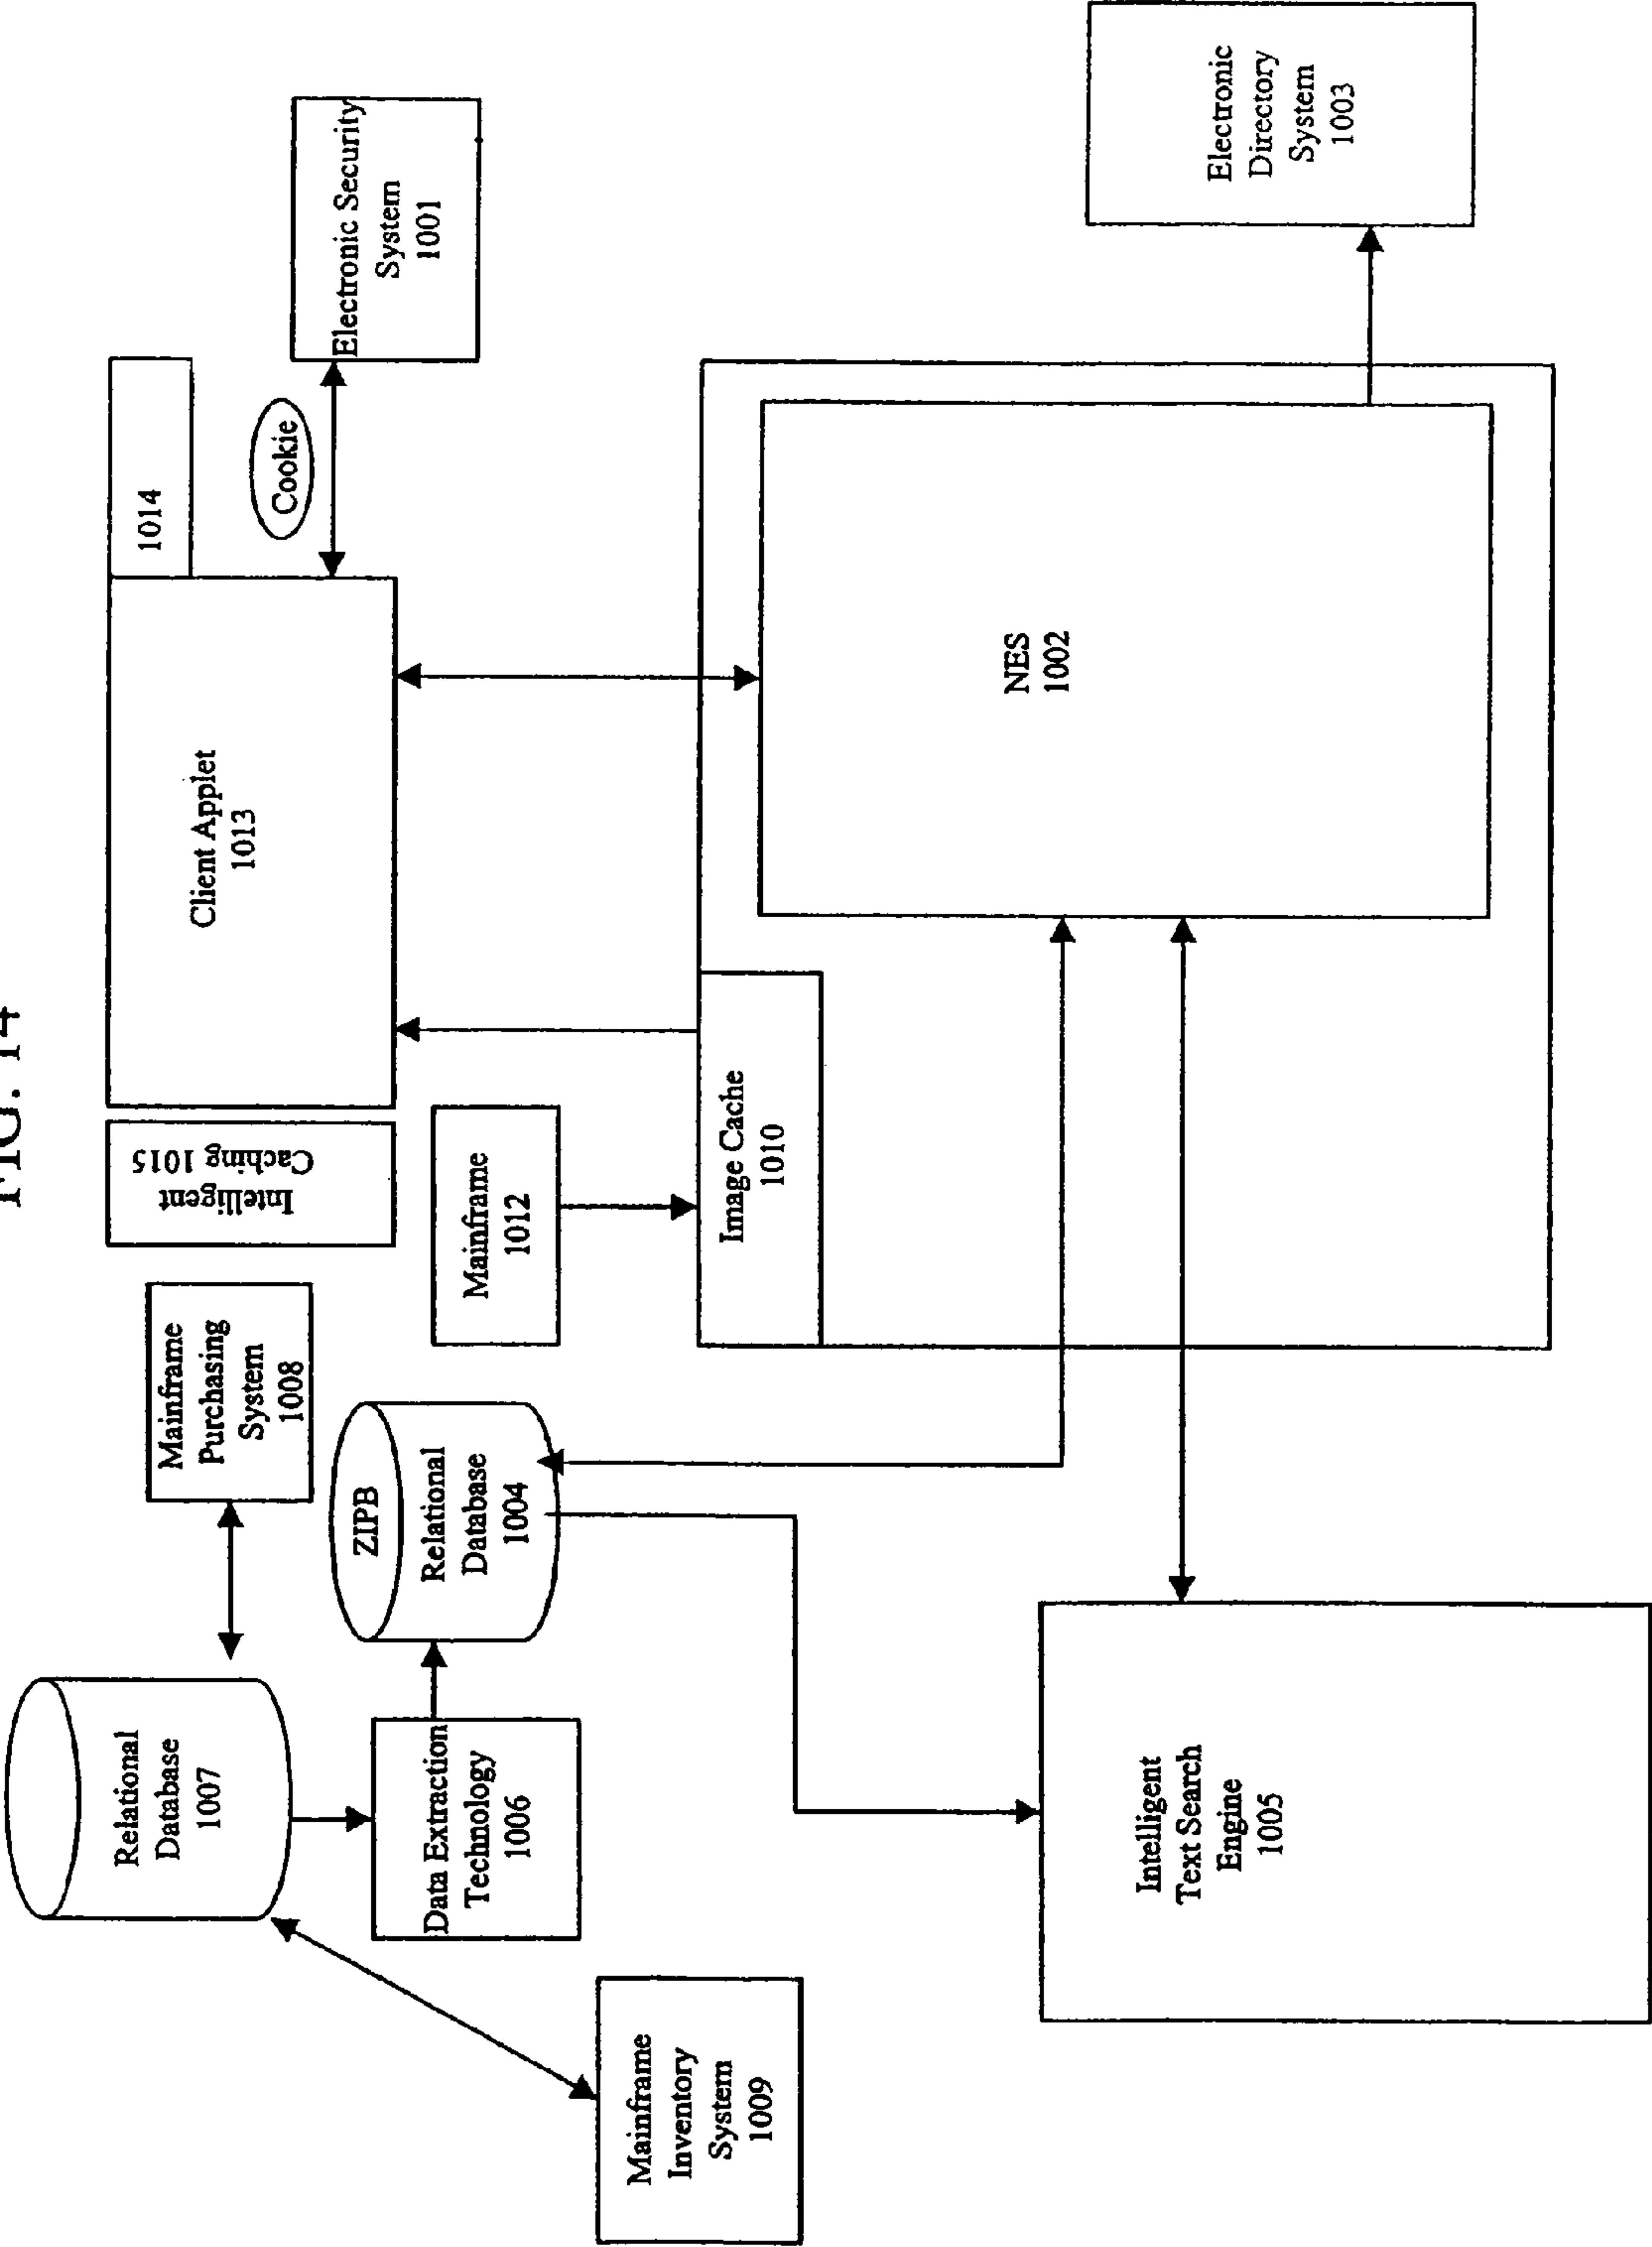 FIG. 14
Relational
Database
1007
Mainframe
Purchasing
System
1008
Intelligent
Caching 1015
Client Applet
1013
1014
Cookie
Electronic Security
System
1001
Data Extraction
Technology
1006
ZIPB
Relational
Database
1004
Mainframe
1012
Mainframe
Inventory
System
1009
Image Cache
1010
NES
1002
Electronic
Directory
System
1003
Intelligent
Text Search
Engine
1005